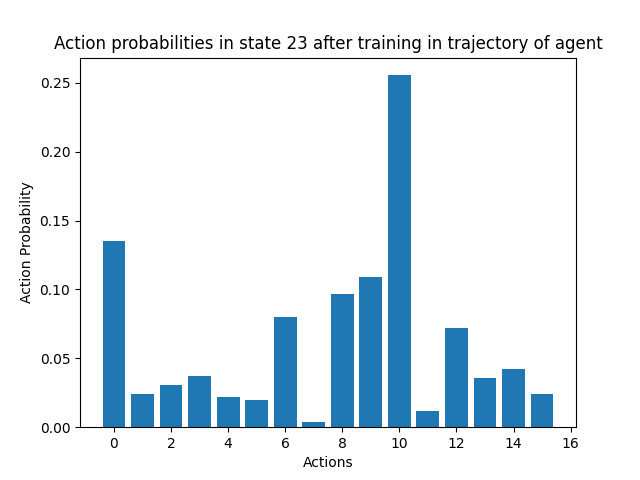 Action probabilities in state 23 after training in trajectory of agent
0.25
0.20
0.15
0.10
0.05
0.00
Action Probability
0 2 4 6 8 10 12 14 16
Actions